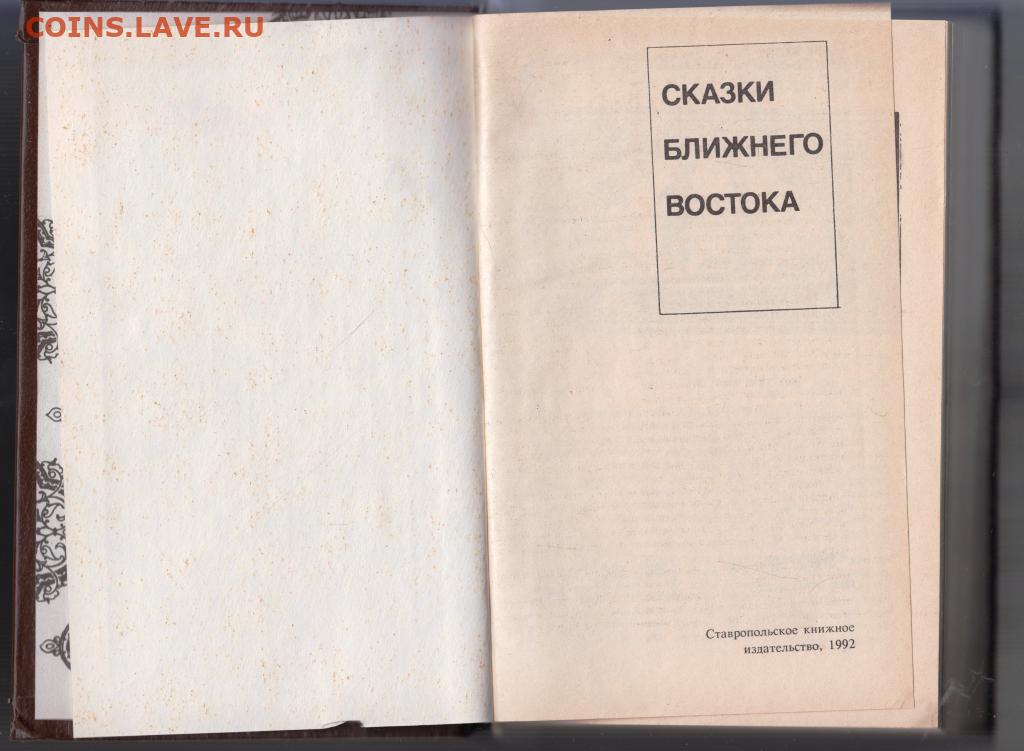 COINS.LAVE.RU
СКАЗКИ
БЛИЖНЕГО
ВОСТОКА
Ставропольское книжное
издательство, 1992